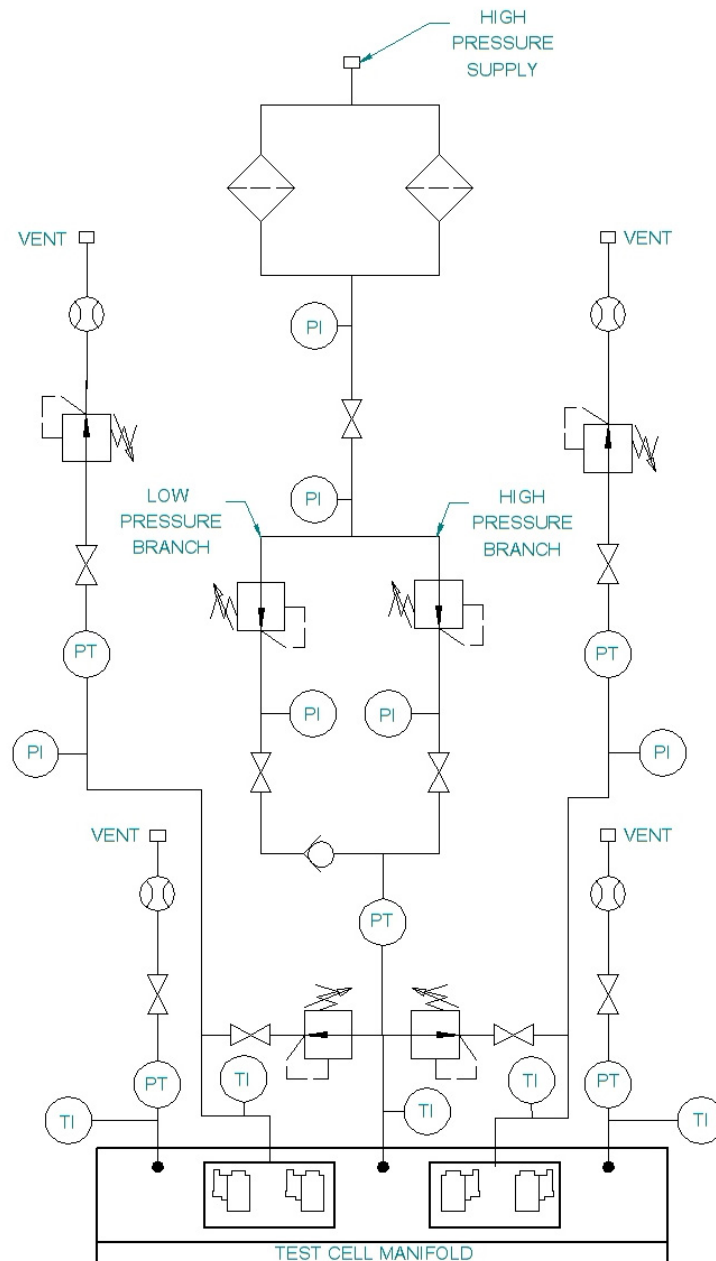 HIGH
PRESSURE
SUPPLY
VENT
VENT
PI
PI
LOW
PRESSURE
BRANCH
HIGH
PRESSURE
BRANCH
PT
PT
PI
PI
PI
PI
VENT
VENT
PT
PT
TI
TI
PT
TI
TI
TI
TEST CELL MANIFOLD